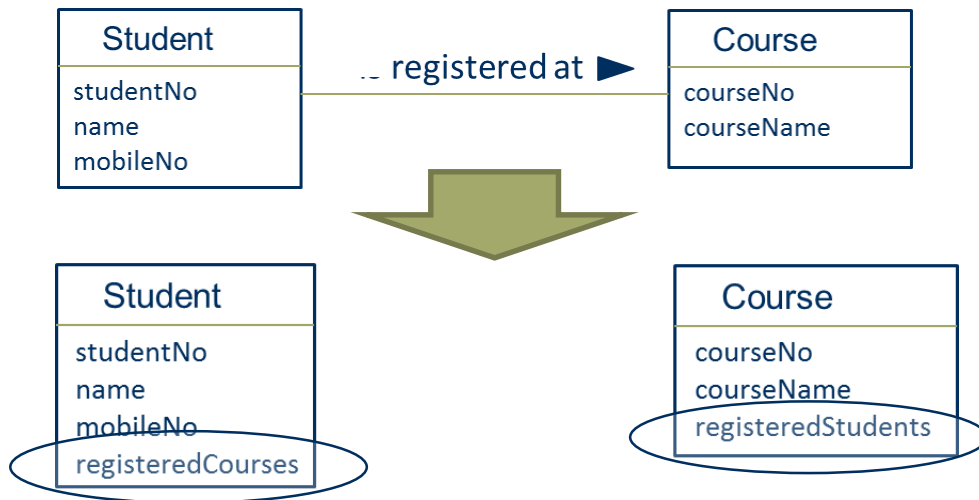 Student
studentNo
name
mobileNo
registered at
Course
courseNo
courseName
Student
studentNo
name
mobileNo
registeredCourses
Course
courseNo
courseName
registeredStudents